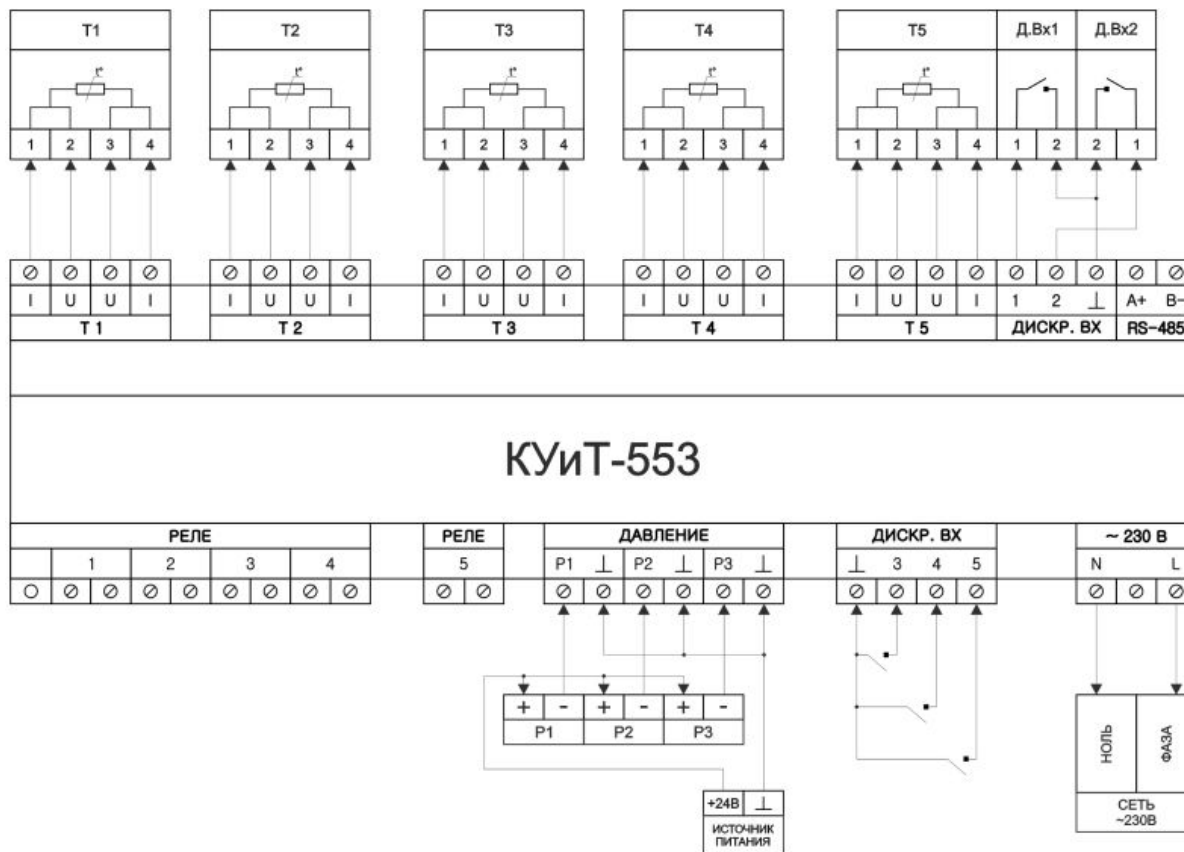 T1 T2 T3 T4 T5 Д.Вх1 Д.Вх2
t° t° t° t° t°
1 2 3 4 1 2 3 4 1 2 3 4 1 2 3 4 1 2 3 4 1 2 2 1
I U U I I U U I I U U I I U U I I U U I 1 2 ⊥ A+ B-
T 1 T 2 T 3 T 4 T 5 ДИСКР. ВХ RS-485
КУиТ-553
РЕЛЕ РЕЛЕ ДАВЛЕНИЕ ДИСКР. ВХ ~ 230 В
1 2 3 4 5 P1 ⊥ P2 ⊥ P3 ⊥ ⊥ 3 4 5 N L
+ - + - + -
P1 P2 P3
НОЛЬ ФАЗА
+24В ⊥
ИСТОЧНИК
ПИТАНИЯ
СЕТЬ
~230В